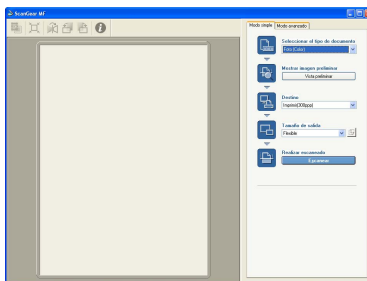 ScanGear MF
Modo simple
Modo avanzado
Seleccionar el tipo de documento
Foto (Color)
Mostrar imagen preliminar
Vista preliminar
Destino
Imprimir(300ppp)
Tamaño de salida
Flexible
Realizar escaneado
Escanear